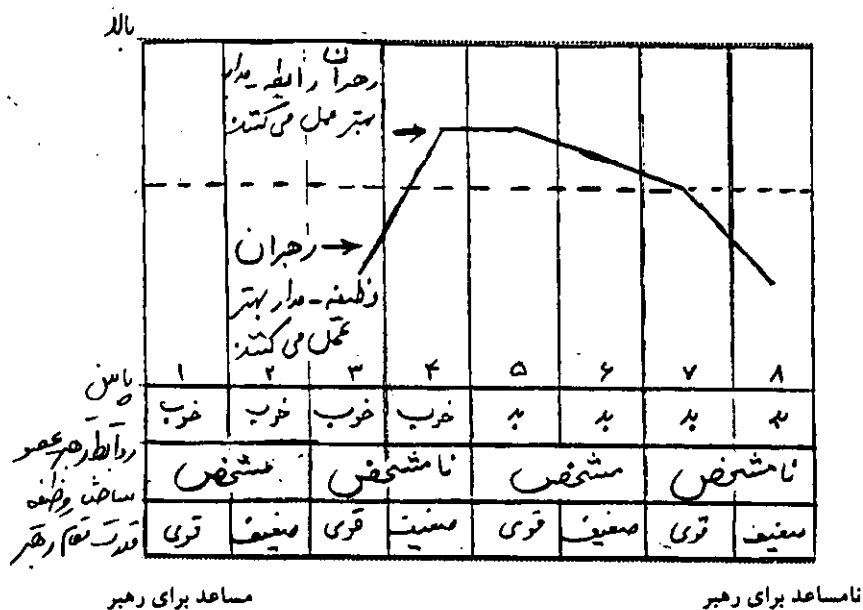 بالا
رهبران رابطه-مدار
بهتر عمل می‌کنند
رهبران
وظیفه-مدار بهتر
عمل می‌کنند
پایین
۱ ۲ ۳ ۴ ۵ ۶ ۷ ۸
روابط رهبر عضو خوب خوب خوب خوب بد بد بد بد
ساخت وظیفه مشخص نامشخص مشخص نامشخص
قدرت مقام رهبر قوی ضعیف قوی ضعیف قوی ضعیف قوی ضعیف
مساعد برای رهبر
نامساعد برای رهبر